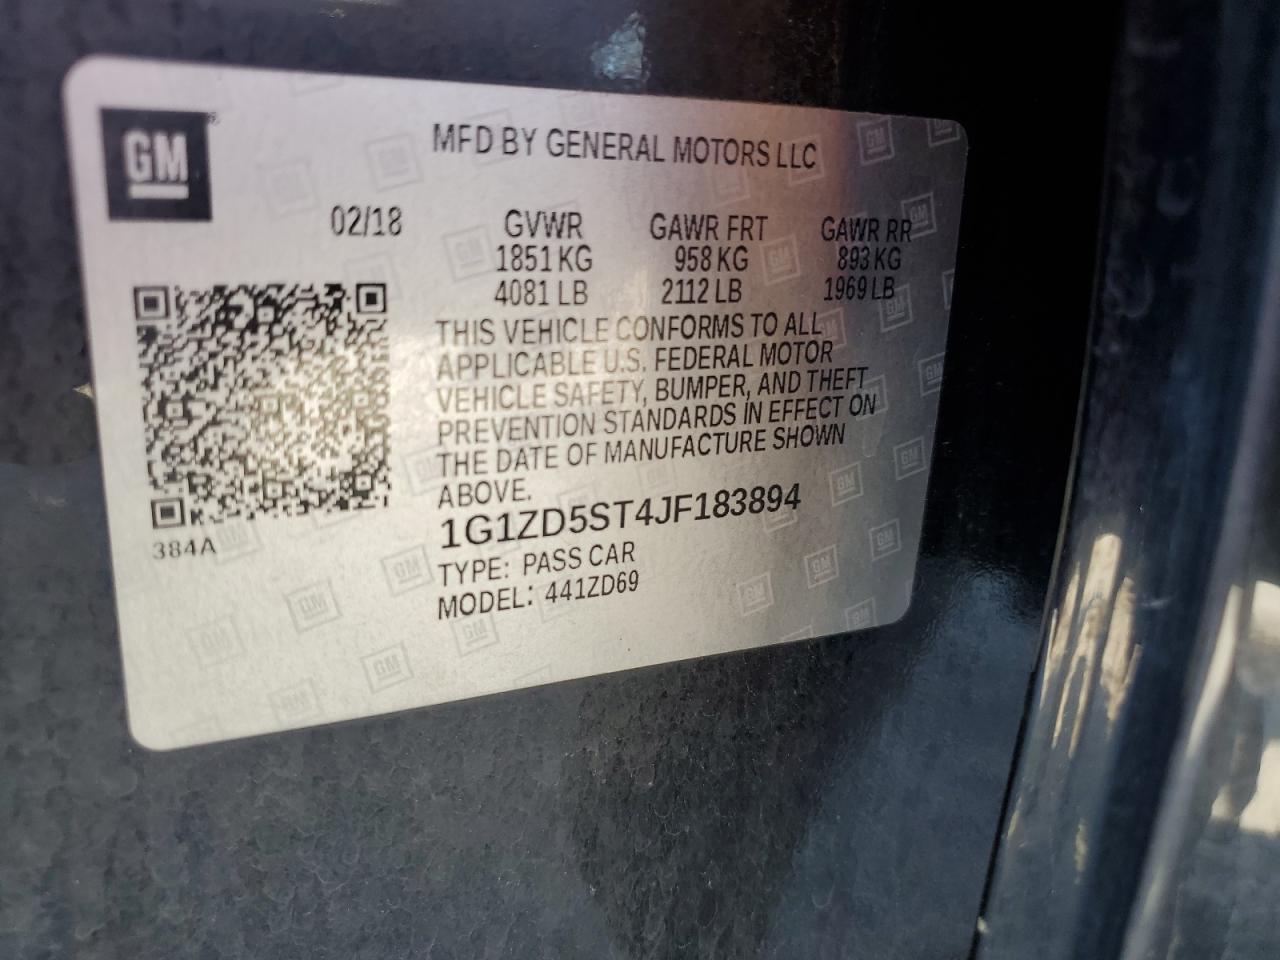 GM
MFD BY GENERAL MOTORS LLC
02/18 GVWR GAWR FRT GAWR RR
1851 KG 958 KG 893 KG
4081 LB 2112 LB 1969 LB
THIS VEHICLE CONFORMS TO ALL
APPLICABLE U.S. FEDERAL MOTOR
VEHICLE SAFETY, BUMPER, AND THEFT
PREVENTION STANDARDS IN EFFECT ON
THE DATE OF MANUFACTURE SHOWN
ABOVE.
1G1ZD5ST4JF183894
384A
TYPE: PASS CAR
MODEL: 441ZD69